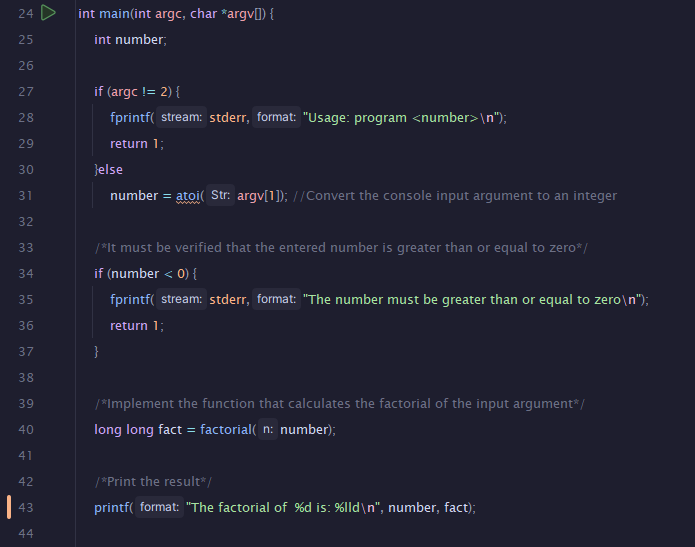 24 int main(int argc, char *argv[]) {
25 int number;
26
27 if (argc != 2) {
28 fprintf( stream: stderr, format: "Usage: program <number>\n");
29 return 1;
30 }else
31 number = atoi( Str: argv[1]); //Convert the console input argument to an integer
32
33 /*It must be verified that the entered number is greater than or equal to zero*/
34 if (number < 0) {
35 fprintf( stream: stderr, format: "The number must be greater than or equal to zero\n");
36 return 1;
37 }
38
39 /*Implement the function that calculates the factorial of the input argument*/
40 long long fact = factorial( n: number);
41
42 /*Print the result*/
43 printf( format: "The factorial of  %d is: %lld\n", number, fact);
44